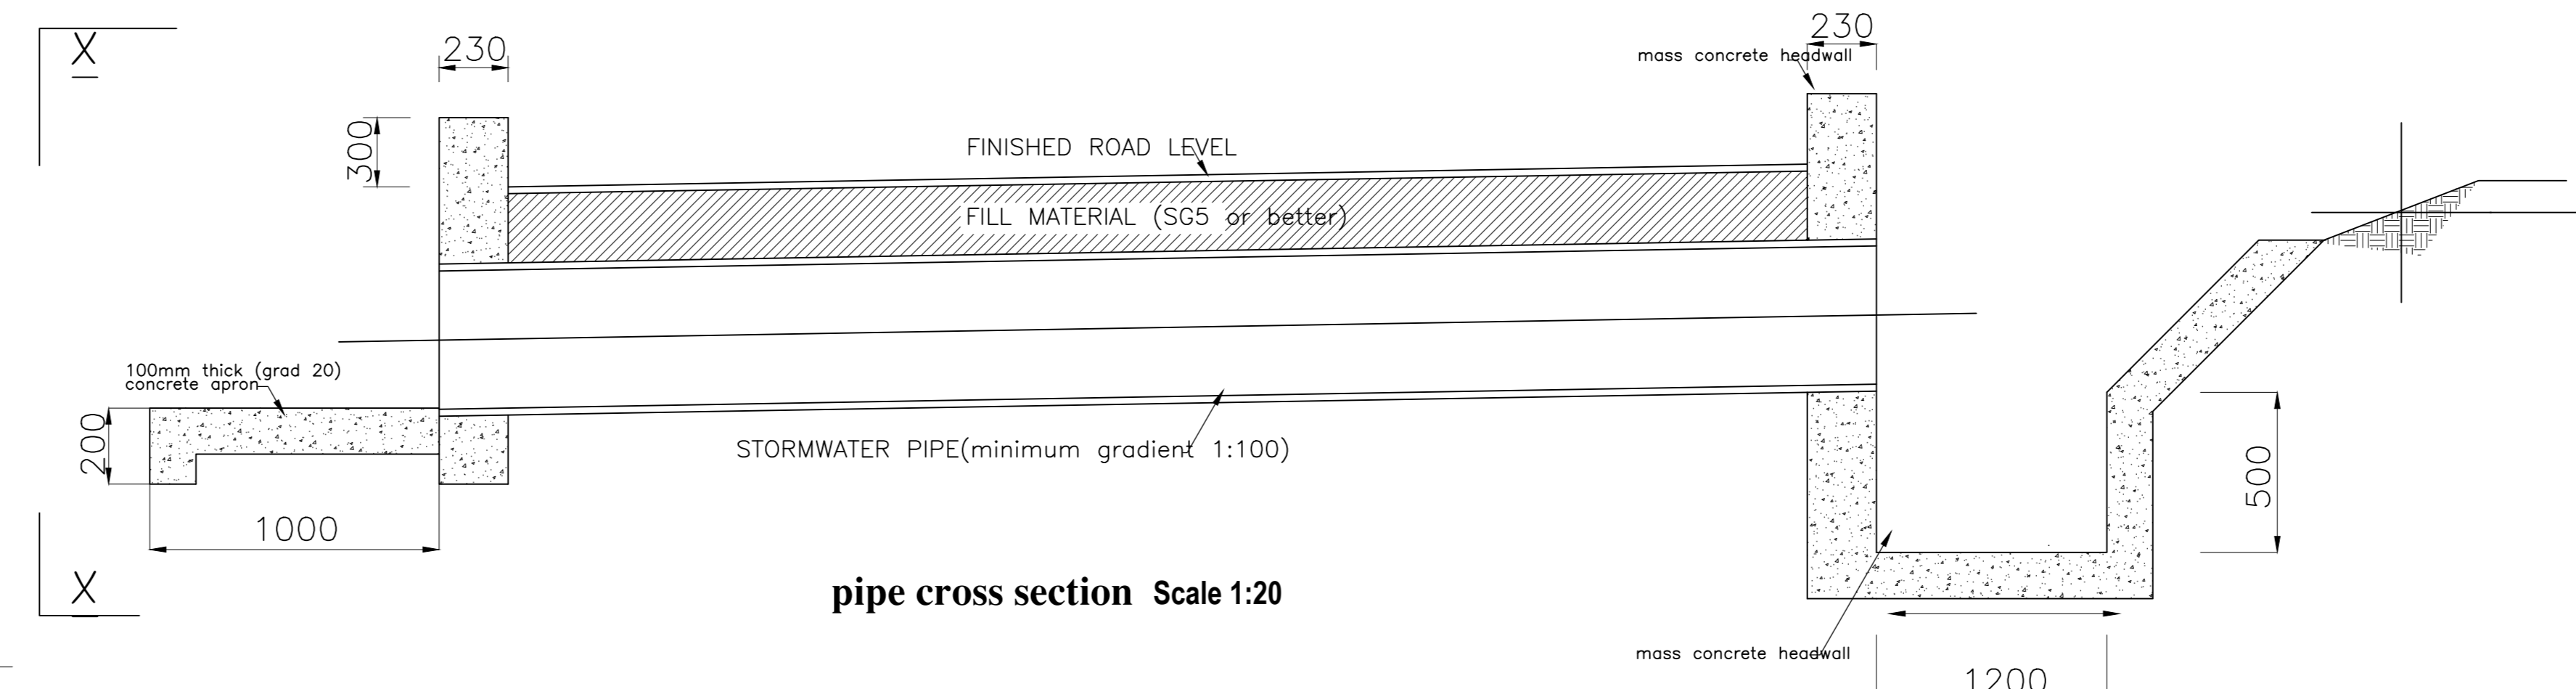 X
230
230
mass concrete headwall
300
FINISHED ROAD LEVEL
FILL MATERIAL (SG5 or better)
100mm thick (grad 20)
concrete apron
200
STORMWATER PIPE(minimum gradient 1:100)
500
1000
X
pipe cross section Scale 1:20
mass concrete headwall
1200